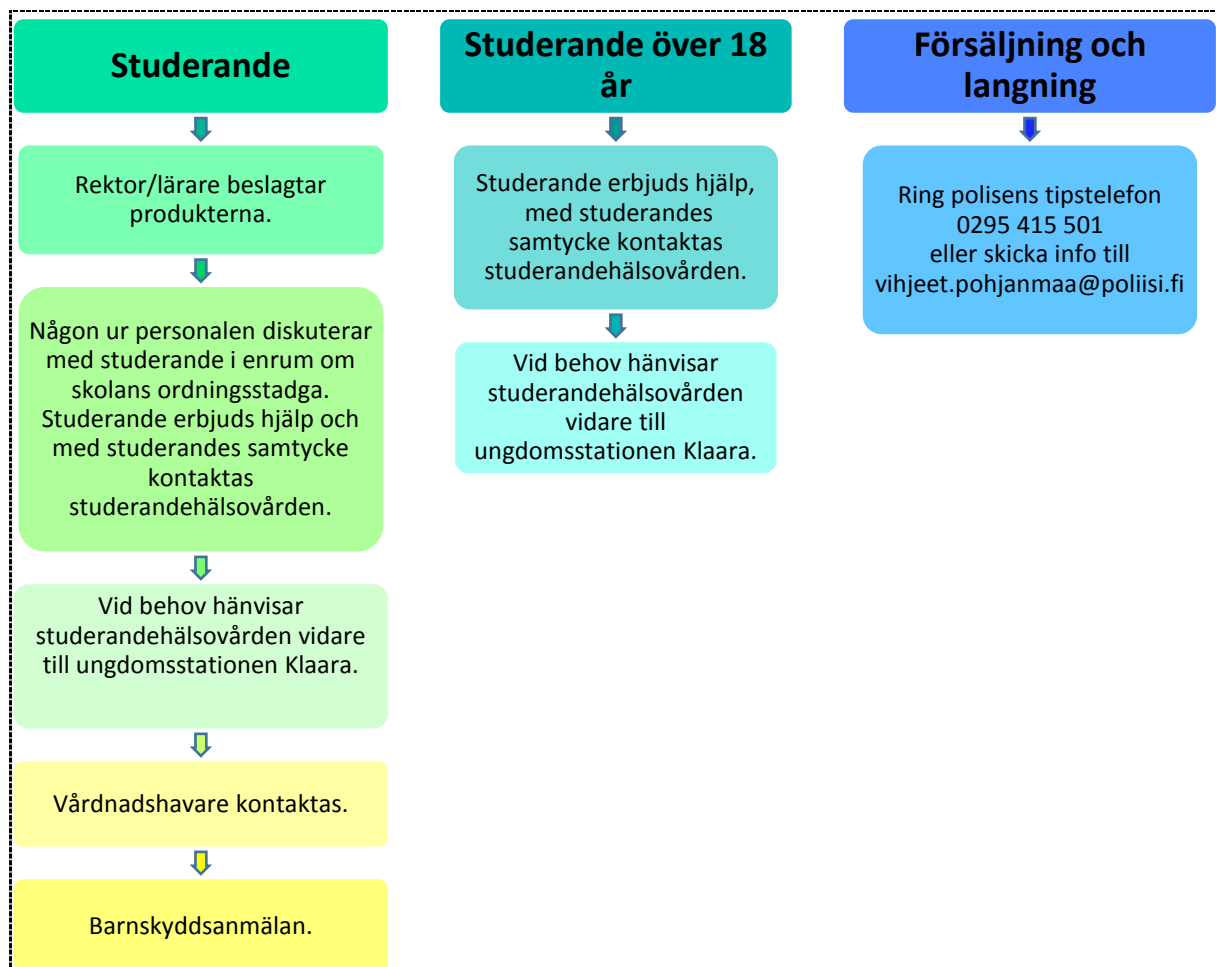 Studerande
Rektor/lärare beslagtar
produkterna.
Någon ur personalen diskuterar
med studerande i enrum om
skolans ordningsstadga.
Studerande erbjuds hjälp och
med studerandes samtycke
kontaktas
studerandehälsovården.
Vid behov hänvisar
studerandehälsovården vidare
till ungdomsstationen Klaara.
Vårdnadshavare kontaktas.
Barnskyddsanmälan.
Studerande över 18
år
Studerande erbjuds hjälp,
med studerandes
samtycke kontaktas
studerandehälsovården.
Vid behov hänvisar
studerandehälsovården
vidare till
ungdomsstationen Klaara.
Försäljning och
langning
Ring polisens tipstelefon
0295 415 501
eller skicka info till
vihjeet.pohjanmaa@poliisi.fi